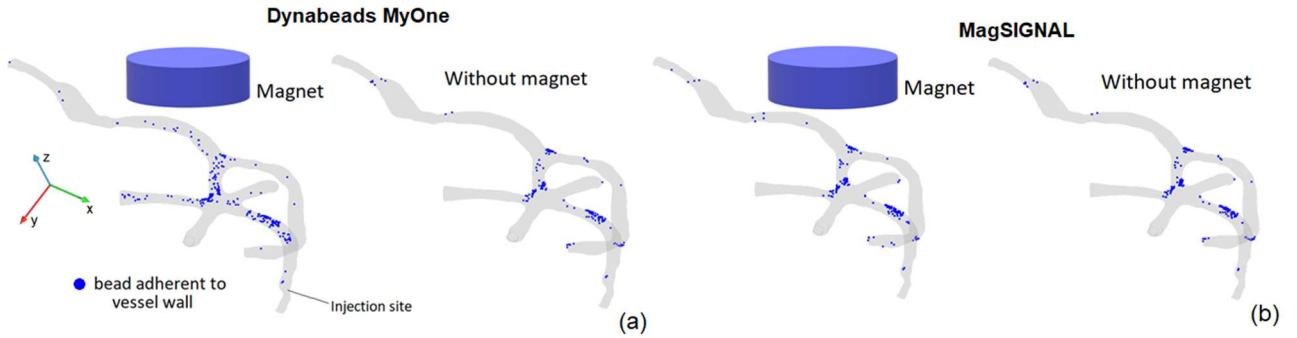 Dynabeads MyOne
MagSIGNAL
Magnet
Without magnet
Magnet
Without magnet
z
x
y
bead adherent to
vessel wall
Injection site
(a)
(b)